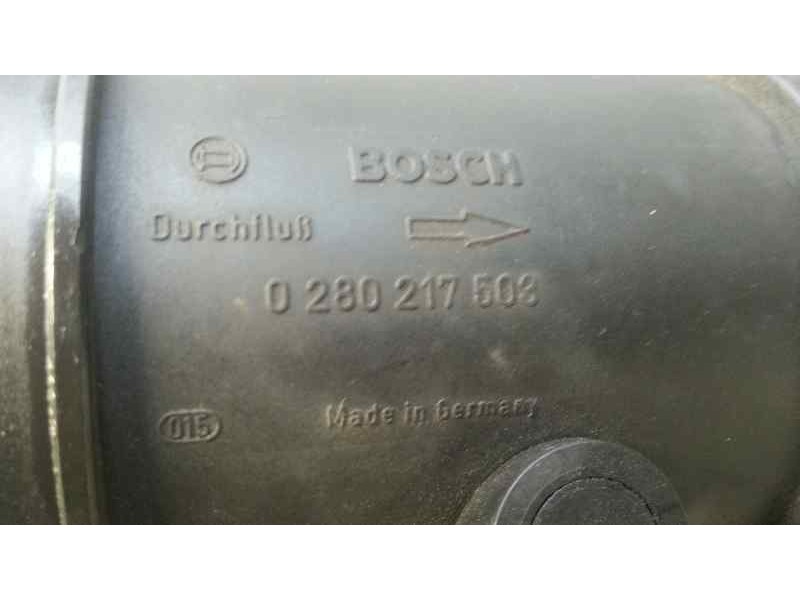 BOSCH
Durchfluß
0 280 217 503
015
Made in Germany